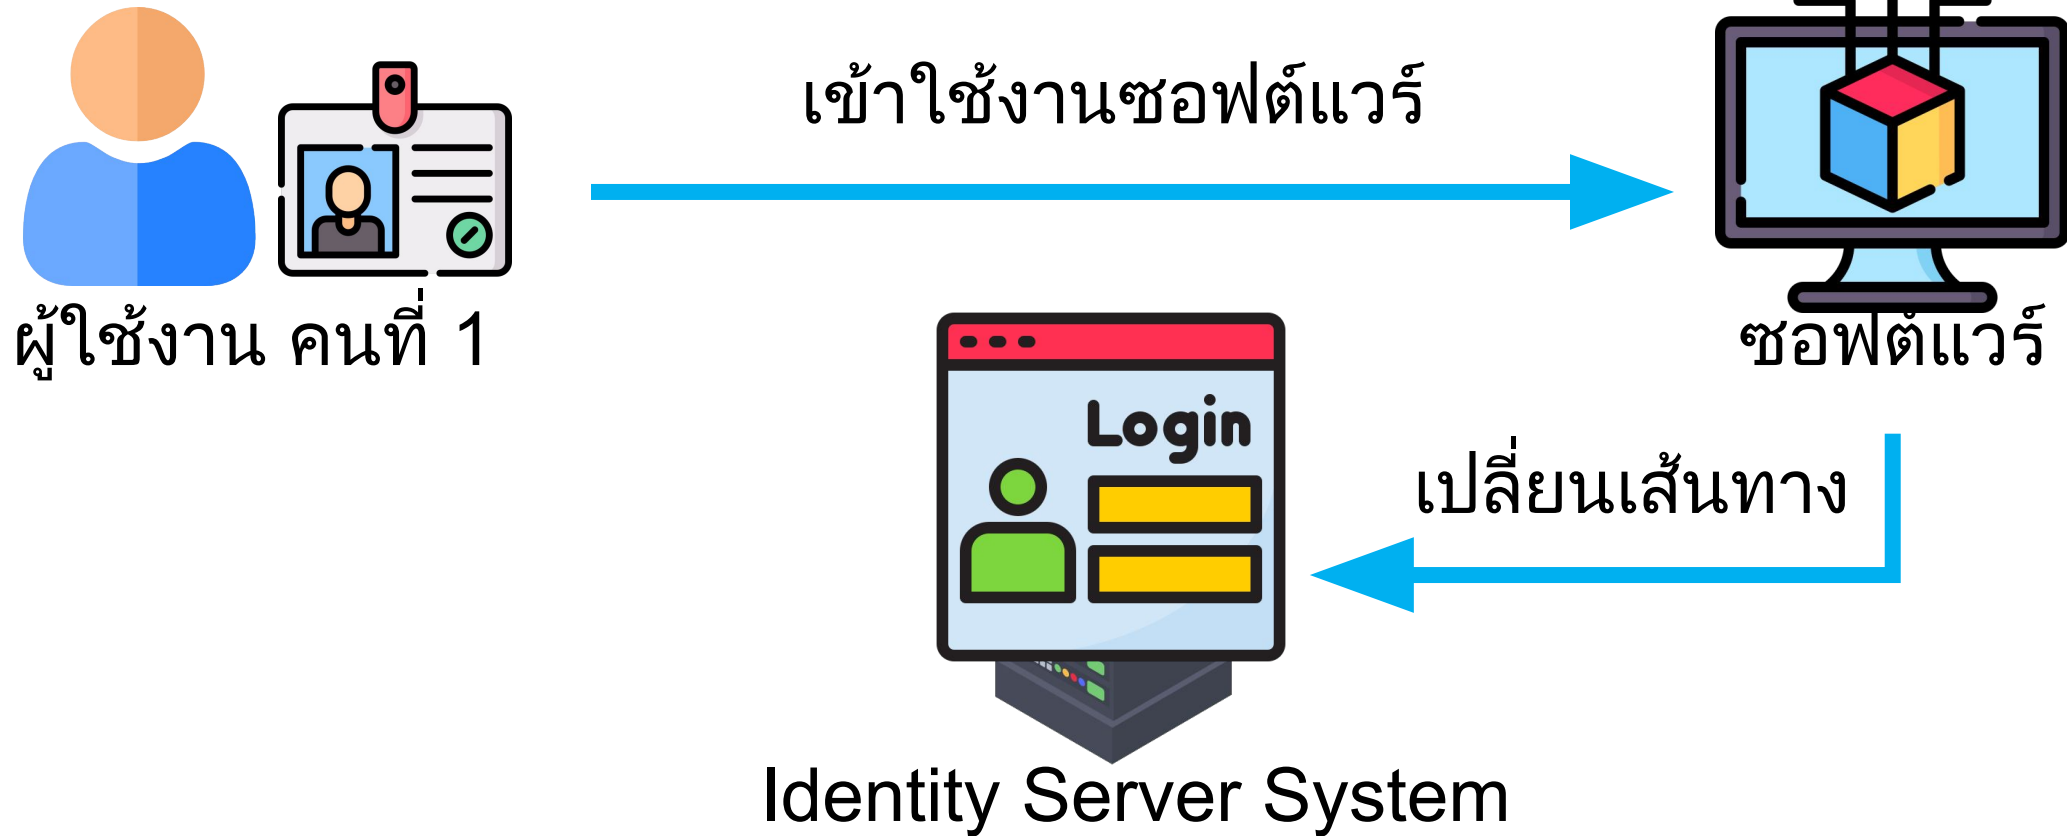 เข้าใช้งานซอฟต์แวร์
ผู้ใช้งาน คนที่ 1
ซอฟต์แวร์
Login
เปลี่ยนเส้นทาง
Identity Server System